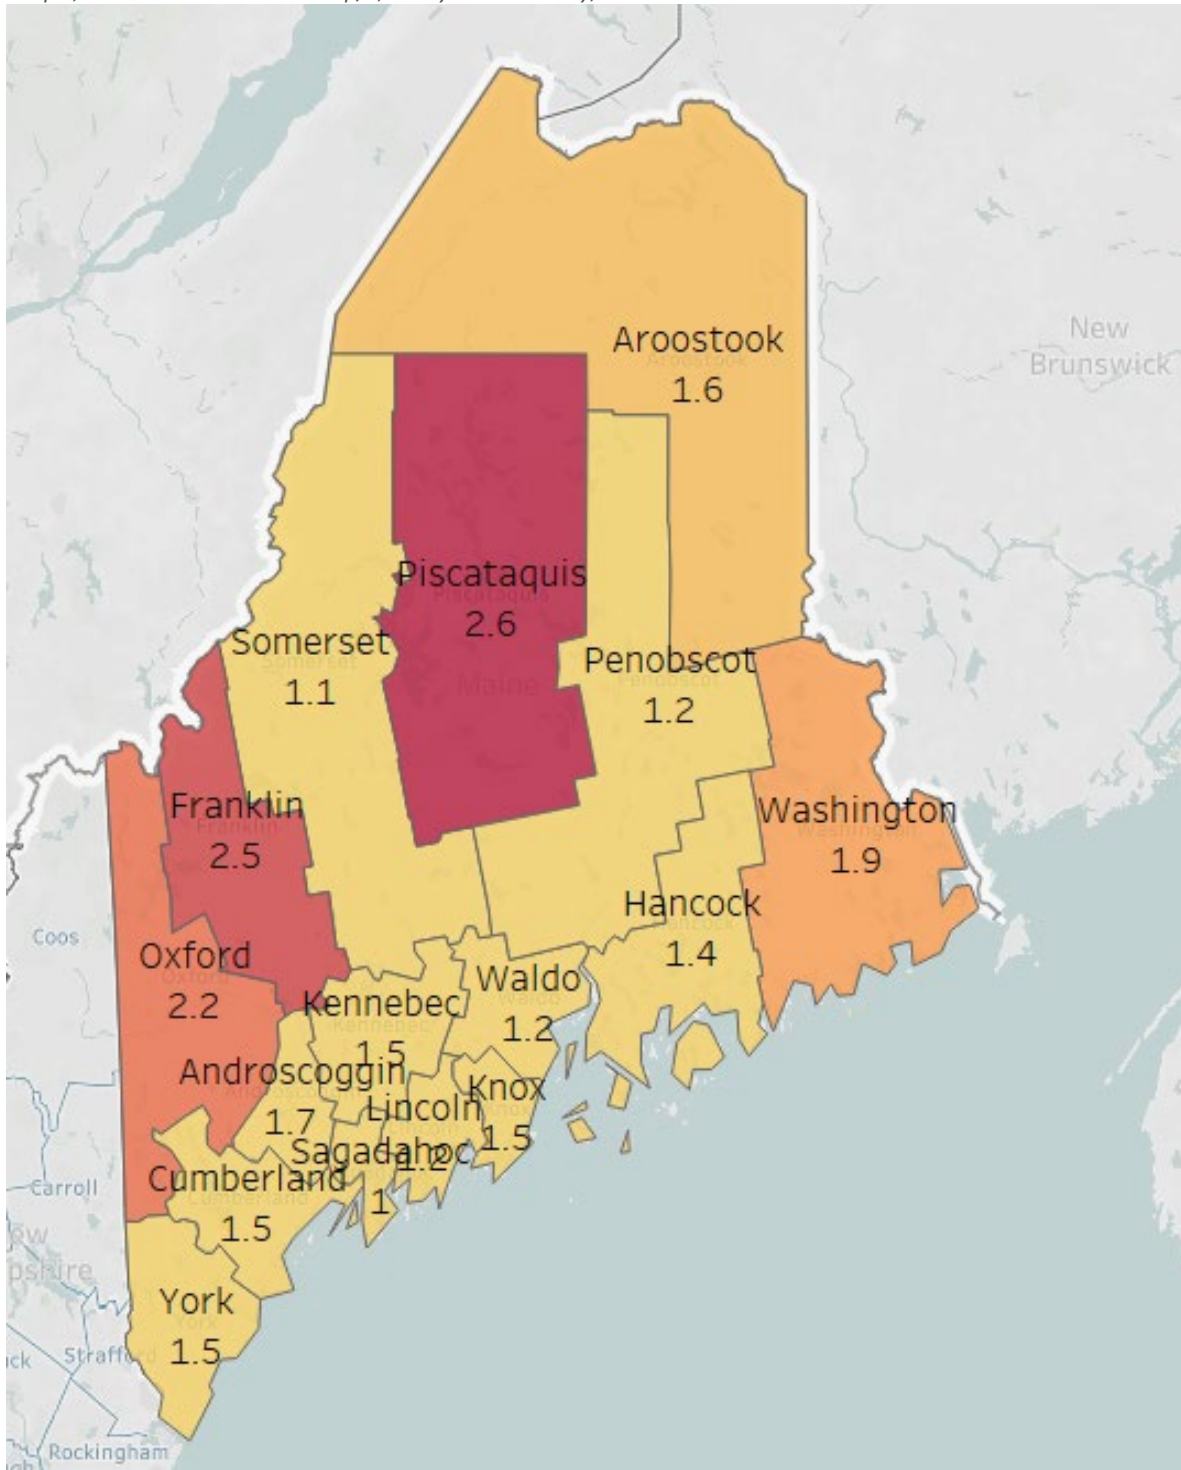 New
Brunswick
Aroostook
1.6
Piscataquis
2.6
Somerset
1.1
Penobscot
1.2
Maine
Franklin
2.5
Washington
1.9
Hancock
1.4
Coos
Oxford
2.2
Waldo
1.2
Kennebec
1.5
Androscoggin
1.7
Knox
1.5
Lincoln
1.2
Sagadahoc
1
Cumberland
1.5
Carroll
York
1.5
Strafford
Rockingham